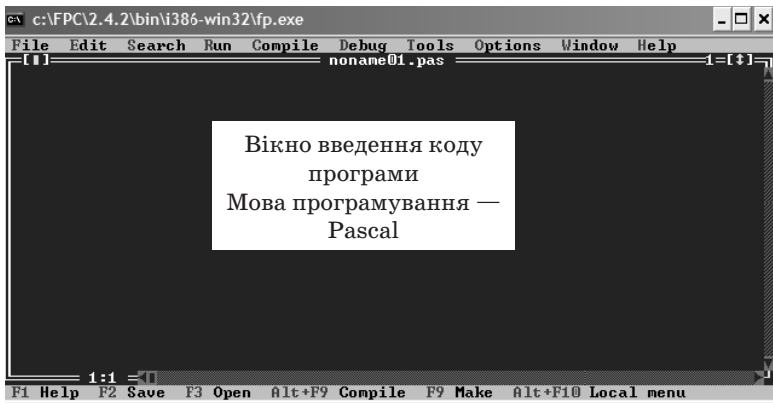 c:\FPC\2.4.2\bin\i386-win32\fp.exe
File Edit Search Run Compile Debug Tools Options Window Help
[■] noname01.pas 1=[↕]
Вікно введення коду
програми
Мова програмування —
Pascal
1:1
F1 Help F2 Save F3 Open Alt+F9 Compile F9 Make Alt+F10 Local menu